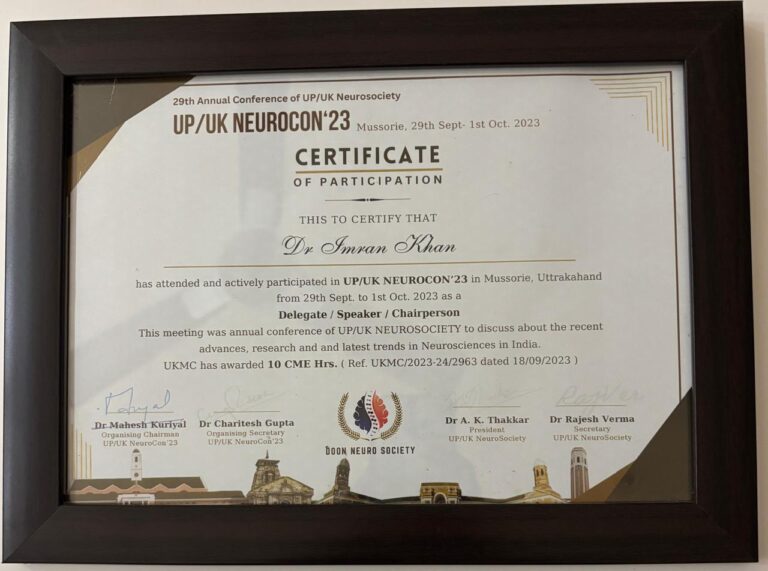 29th Annual Conference of UP/UK Neurosociety
UP/UK NEUROCON'23 Mussorie, 29th Sept- 1st Oct. 2023
CERTIFICATE
OF PARTICIPATION
THIS TO CERTIFY THAT
Dr Imran Khan
has attended and actively participated in UP/UK NEUROCON'23 in Mussorie, Uttrakahand
from 29th Sept. to 1st Oct. 2023 as a
Delegate / Speaker / Chairperson
This meeting was annual conference of UP/UK NEUROSOCIETY to discuss about the recent
advances, research and and latest trends in Neurosciences in India.
UKMC has awarded 10 CME Hrs. ( Ref. UKMC/2023-24/2963 dated 18/09/2023 )
Dr Mahesh Kuriyal
Organising Chairman
UP/UK NeuroCon'23
Dr Charitesh Gupta
Organising Secretary
UP/UK NeuroCon'23
DOON NEURO SOCIETY
Dr A. K. Thakkar
President
UP/UK NeuroSociety
Dr Rajesh Verma
Secretary
UP/UK NeuroSociety